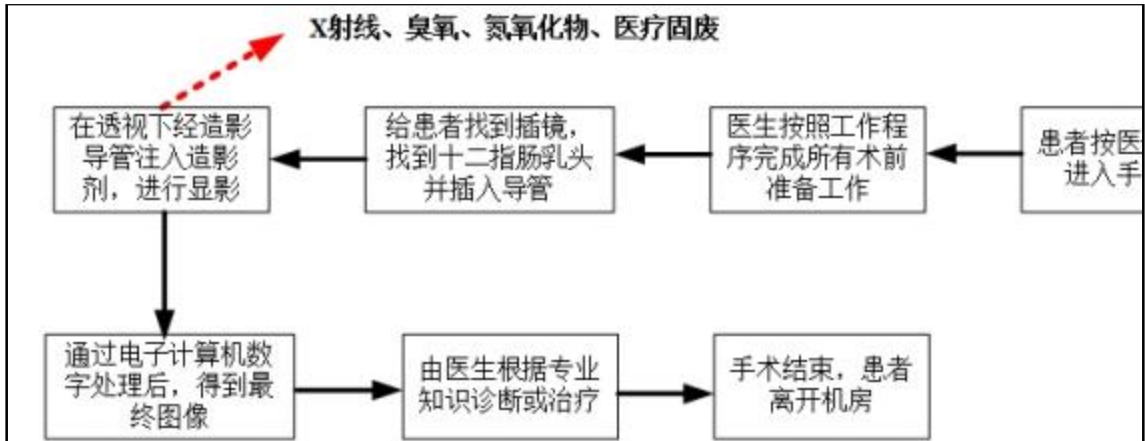 X射线、臭氧、氮氧化物、医疗固废
在透视下经造影
导管注入造影
剂，进行显影
给患者找到插镜，
找到十二指肠乳头
并插入导管
医生按照工作程
序完成所有术前
准备工作
患者按医
进入手
通过电子计算机数
字处理后，得到最
终图像
由医生根据专业
知识诊断或治疗
手术结束，患者
离开机房